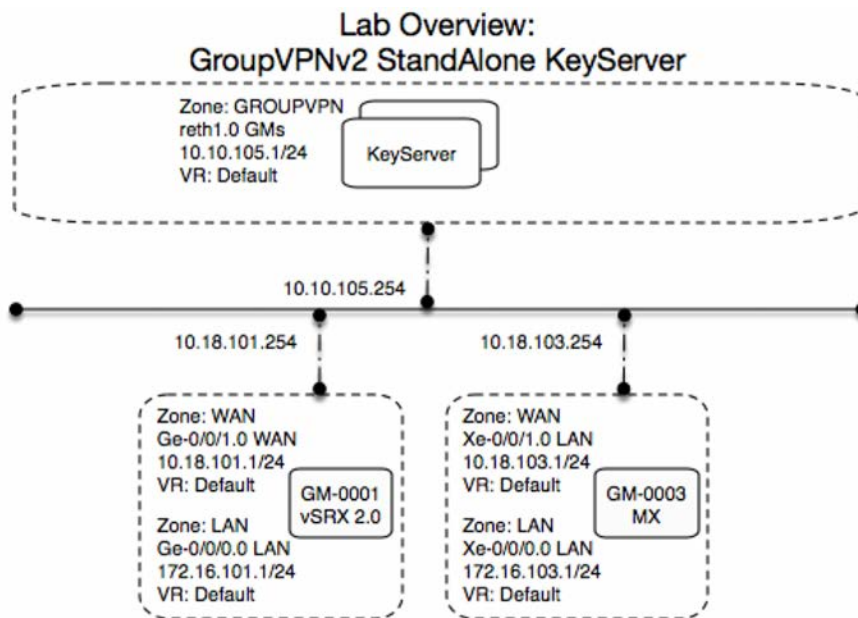 Lab Overview:
GroupVPNv2 StandAlone KeyServer
Zone: GROUPVPN
reth1.0 GMs
10.10.105.1/24
VR: Default
KeyServer
10.10.105.254
10.18.101.254
10.18.103.254
Zone: WAN
Ge-0/0/1.0 WAN
10.18.101.1/24
VR: Default
Zone: LAN
Ge-0/0/0.0 LAN
172.16.101.1/24
VR: Default
GM-0001
vSRX 2.0
Zone: WAN
Xe-0/0/1.0 LAN
10.18.103.1/24
VR: Default
Zone: LAN
Xe-0/0/0.0 LAN
172.16.103.1/24
VR: Default
GM-0003
MX